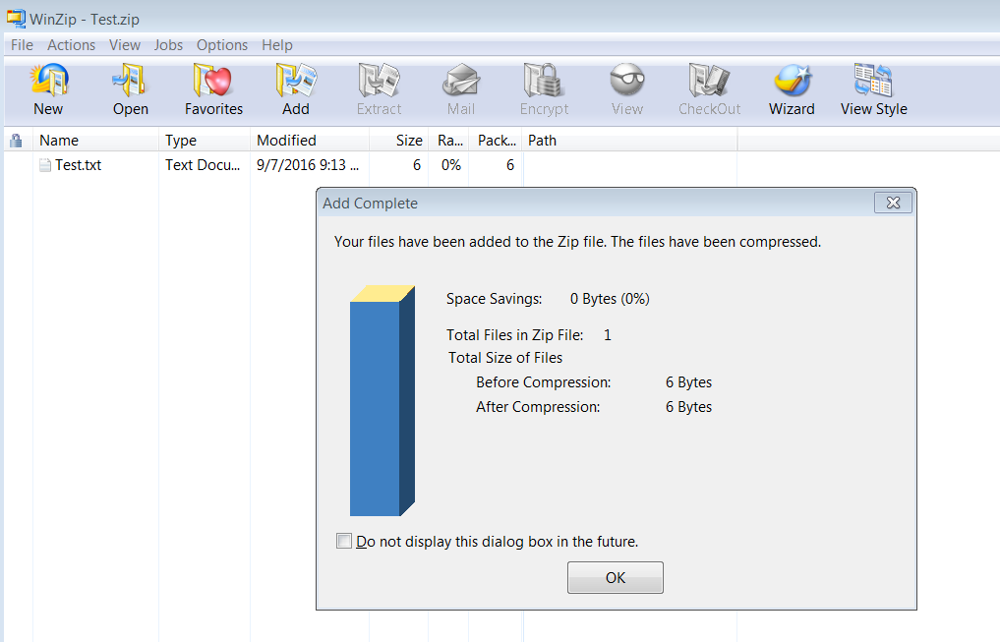 WinZip - Test.zip
File Actions View Jobs Options Help
New Open Favorites Add Extract Mail Encrypt View CheckOut Wizard View Style
Name Type Modified Size Ra... Pack... Path
Test.txt Text Docu... 9/7/2016 9:13 ... 6 0% 6
Add Complete
Your files have been added to the Zip file. The files have been compressed.
Space Savings: 0 Bytes (0%)
Total Files in Zip File: 1
Total Size of Files
Before Compression: 6 Bytes
After Compression: 6 Bytes
Do not display this dialog box in the future.
OK